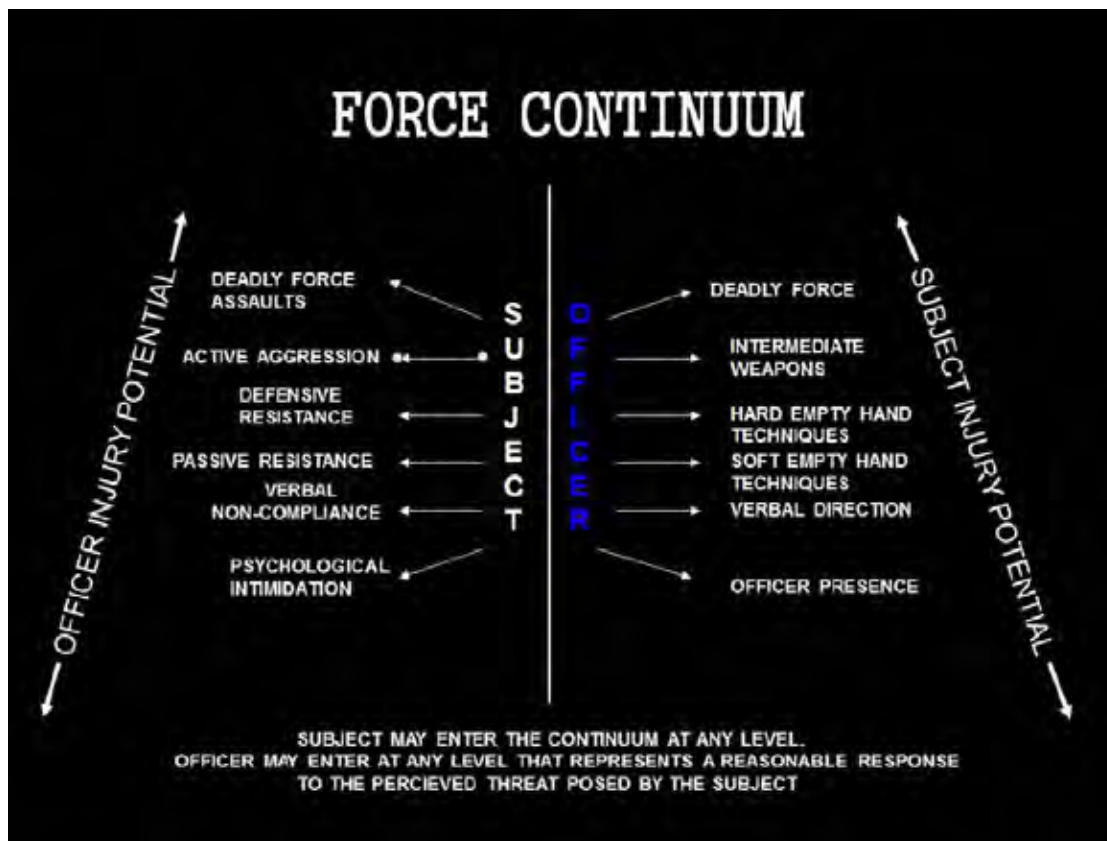 FORCE CONTINUUM
OFFICER INJURY POTENTIAL
DEADLY FORCE
ASSAULTS
ACTIVE AGGRESSION
DEFENSIVE
RESISTANCE
PASSIVE RESISTANCE
VERBAL
NON-COMPLIANCE
PSYCHOLOGICAL
INTIMIDATION
SUBJECT
OFFICER
DEADLY FORCE
INTERMEDIATE
WEAPONS
HARD EMPTY HAND
TECHNIQUES
SOFT EMPTY HAND
TECHNIQUES
VERBAL DIRECTION
OFFICER PRESENCE
SUBJECT INJURY POTENTIAL
SUBJECT MAY ENTER THE CONTINUUM AT ANY LEVEL.
OFFICER MAY ENTER AT ANY LEVEL THAT REPRESENTS A REASONABLE RESPONSE
TO THE PERCIEVED THREAT POSED BY THE SUBJECT